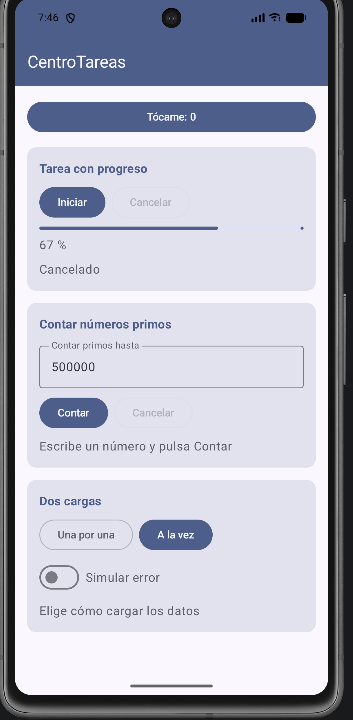 7:46
CentroTareas
Tócame: 0
Tarea con progreso
Iniciar Cancelar
67 %
Cancelado
Contar números primos
Contar primos hasta
500000
Contar Cancelar
Escribe un número y pulsa Contar
Dos cargas
Una por una A la vez
Simular error
Elige cómo cargar los datos